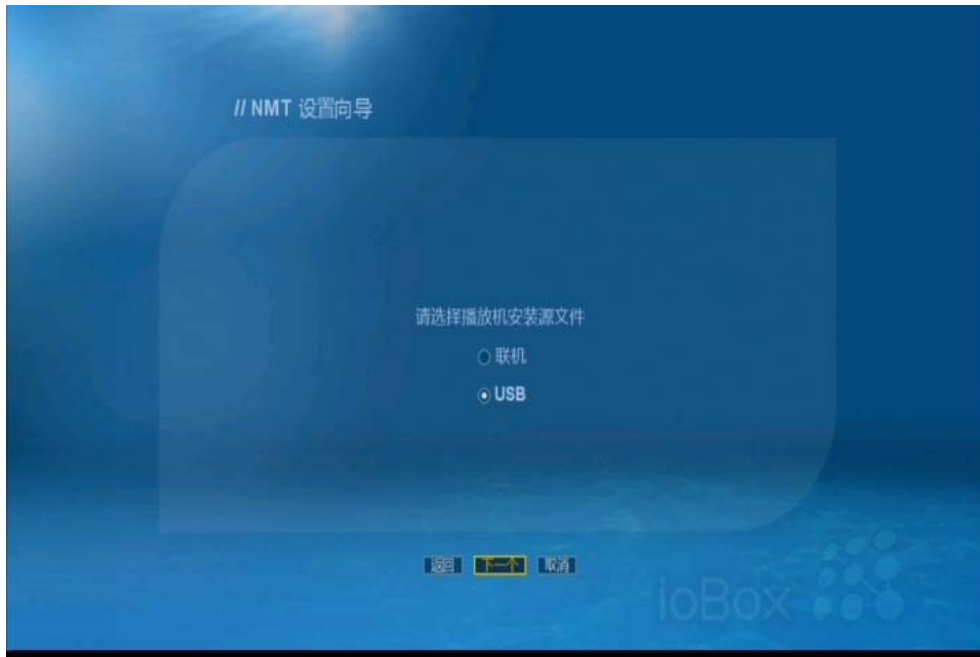 // NMT 设置向导
请选择播放机安装源文件
联机
USB
返回 下一个 取消
ioBox